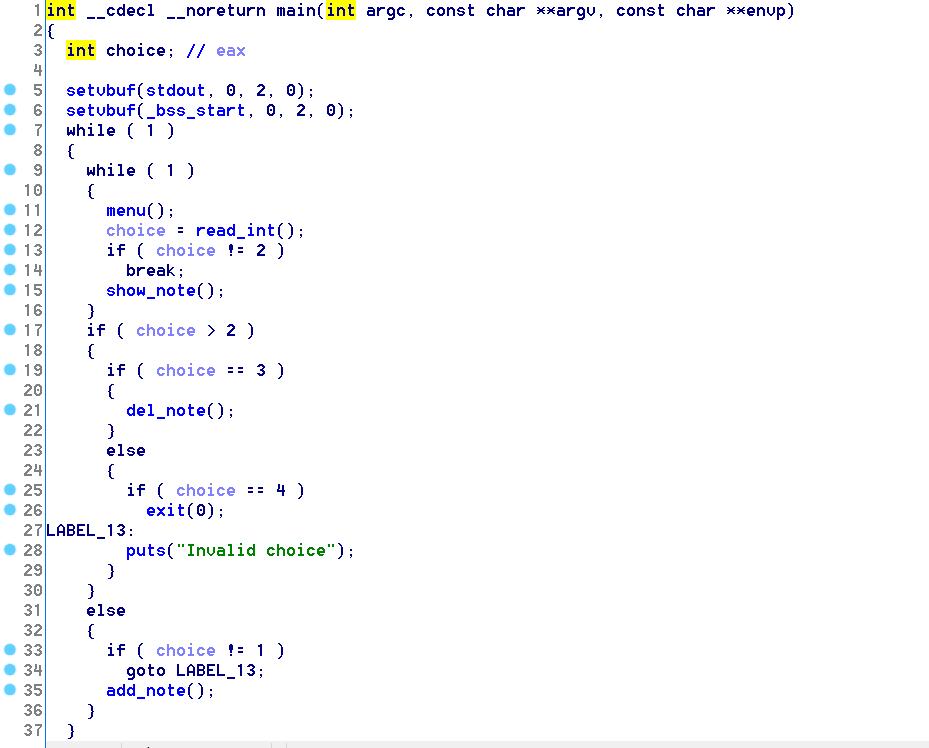 1 int __cdecl __noreturn main(int argc, const char **argv, const char **envp)
2 {
3 int choice; // eax
4
5 setvbuf(stdout, 0, 2, 0);
6 setvbuf(_bss_start, 0, 2, 0);
7 while ( 1 )
8 {
9 while ( 1 )
10 {
11 menu();
12 choice = read_int();
13 if ( choice != 2 )
14 break;
15 show_note();
16 }
17 if ( choice > 2 )
18 {
19 if ( choice == 3 )
20 {
21 del_note();
22 }
23 else
24 {
25 if ( choice == 4 )
26 exit(0);
27 LABEL_13:
28 puts("Invalid choice");
29 }
30 }
31 else
32 {
33 if ( choice != 1 )
34 goto LABEL_13;
35 add_note();
36 }
37 }